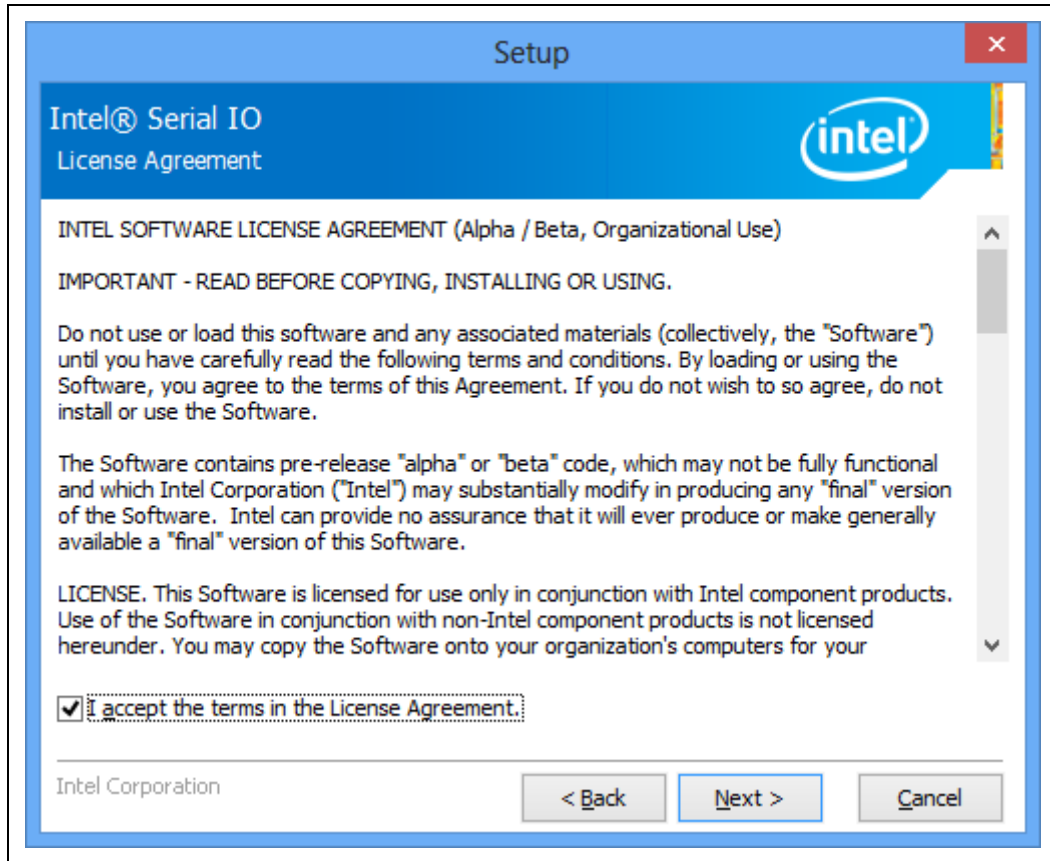 Setup
Intel® Serial IO
License Agreement
intel
INTEL SOFTWARE LICENSE AGREEMENT (Alpha / Beta, Organizational Use)
IMPORTANT - READ BEFORE COPYING, INSTALLING OR USING.
Do not use or load this software and any associated materials (collectively, the "Software")
until you have carefully read the following terms and conditions. By loading or using the
Software, you agree to the terms of this Agreement. If you do not wish to so agree, do not
install or use the Software.
The Software contains pre-release "alpha" or "beta" code, which may not be fully functional
and which Intel Corporation ("Intel") may substantially modify in producing any "final" version
of the Software.  Intel can provide no assurance that it will ever produce or make generally
available a "final" version of this Software.
LICENSE. This Software is licensed for use only in conjunction with Intel component products.
Use of the Software in conjunction with non-Intel component products is not licensed
hereunder. You may copy the Software onto your organization's computers for your
I accept the terms in the License Agreement.
Intel Corporation
< Back
Next >
Cancel